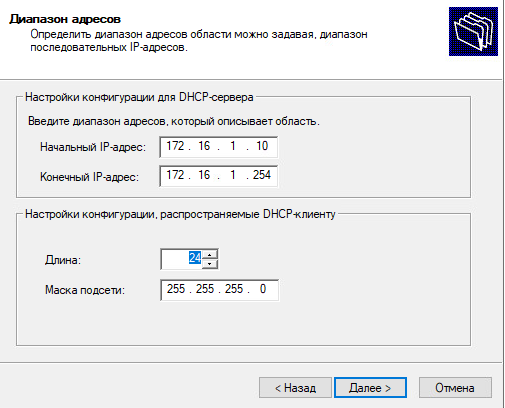 Диапазон адресов
Определить диапазон адресов области можно задавая, диапазон
последовательных IP-адресов.
Настройки конфигурации для DHCP-сервера
Введите диапазон адресов, который описывает область.
Начальный IP-адрес: 172 . 16 . 1 . 10
Конечный IP-адрес: 172 . 16 . 1 . 254
Настройки конфигурации, распространяемые DHCP-клиенту
Длина: 24
Маска подсети: 255 . 255 . 255 . 0
< Назад Далее > Отмена